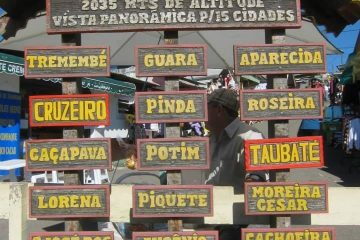 2035 MTS DE ALTITUDE
VISTA PANORAMICA P/15 CIDADES
TREMEMBÉ GUARA APARECIDA
CRUZEIRO PINDA ROSEIRA
CAÇAPAVA POTIM TAUBATÉ
LORENA PIQUETE MOREIRA CESAR
CACHOEIRA